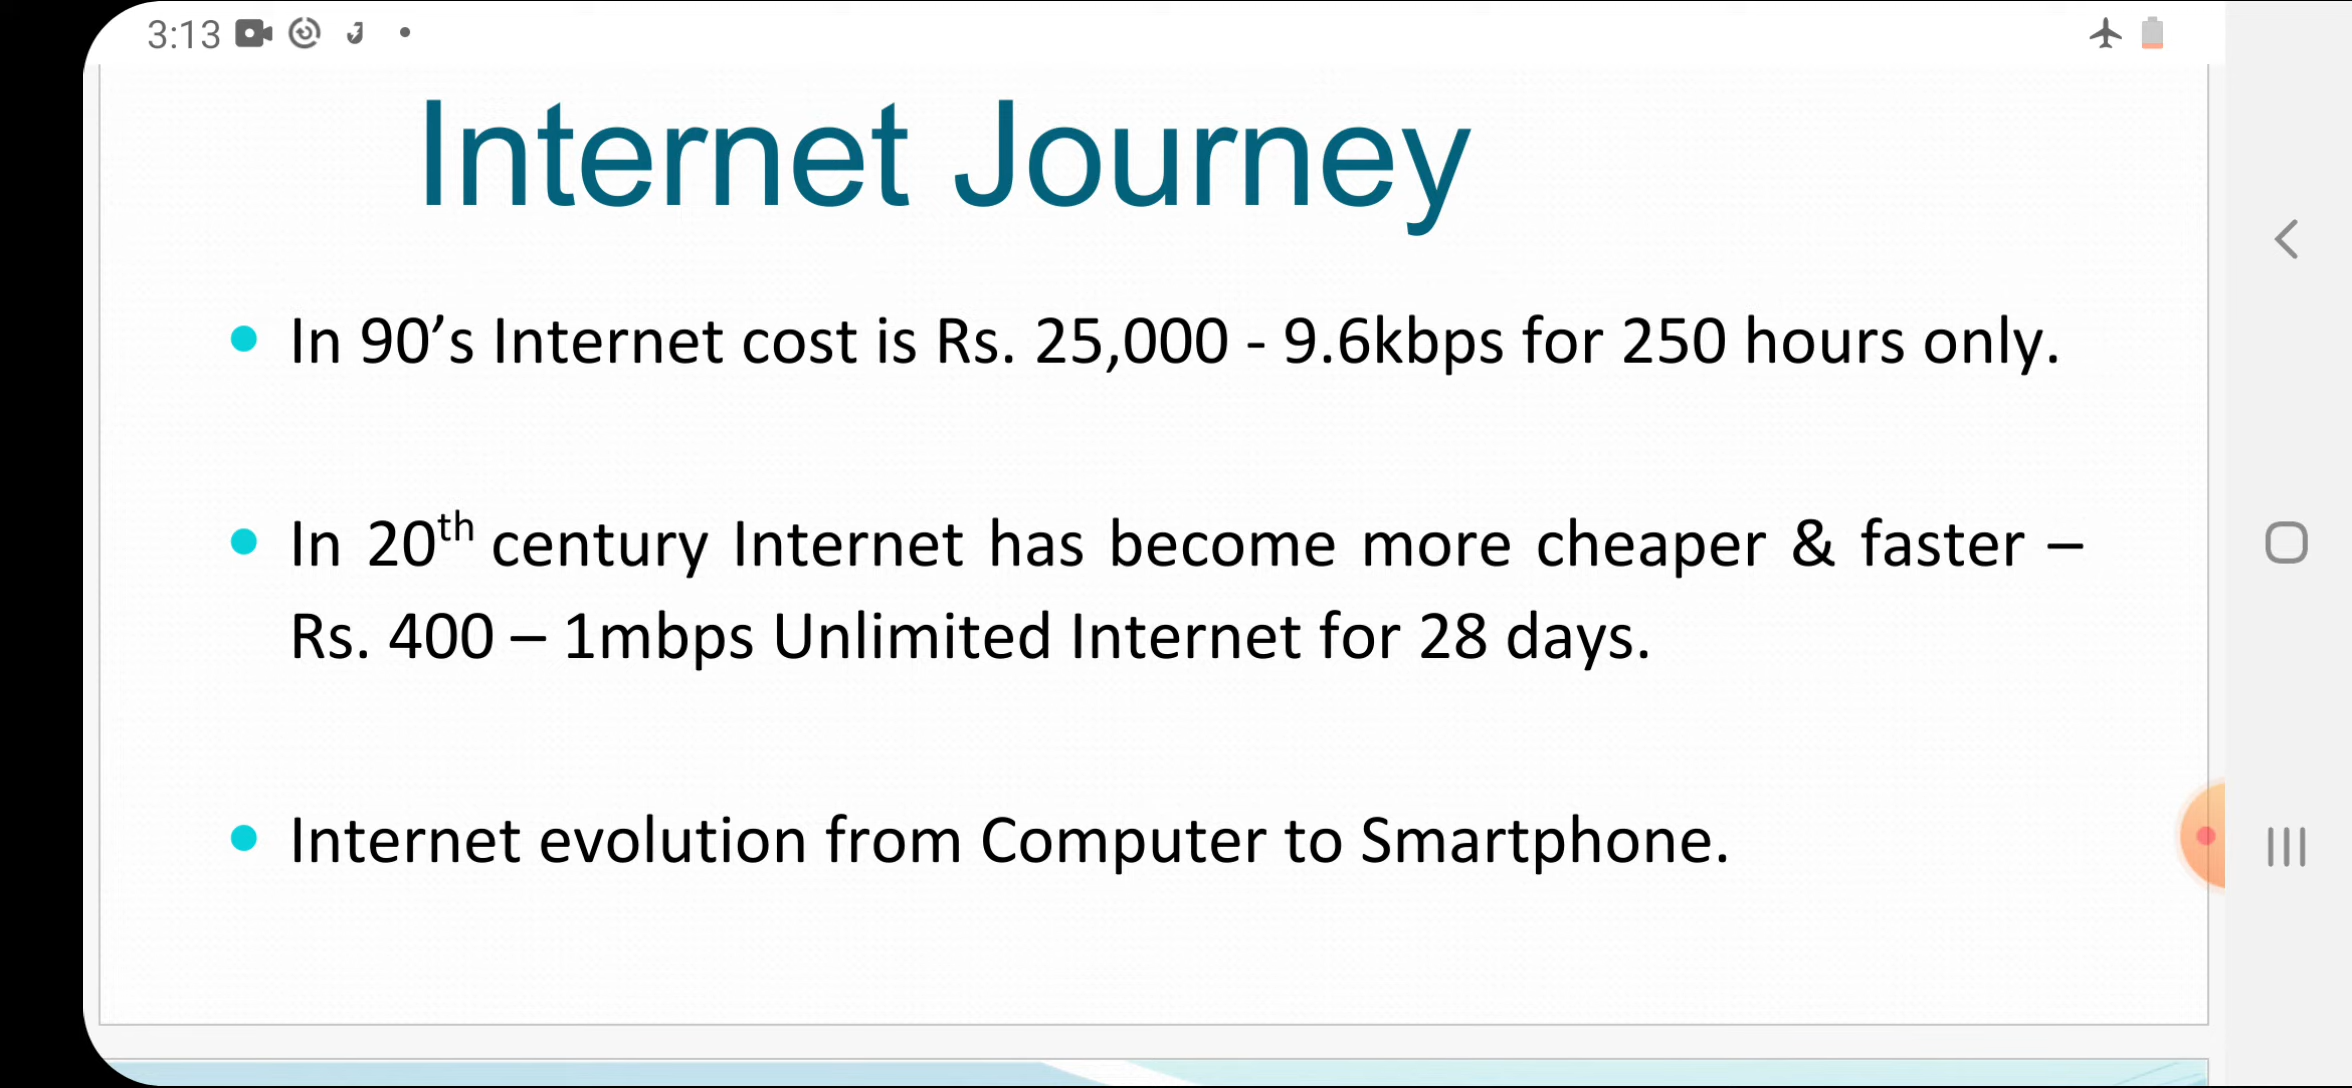 3:13
Internet Journey
• In 90’s Internet cost is Rs. 25,000 - 9.6kbps for 250 hours only.
• In 20th century Internet has become more cheaper & faster –
Rs. 400 – 1mbps Unlimited Internet for 28 days.
• Internet evolution from Computer to Smartphone.